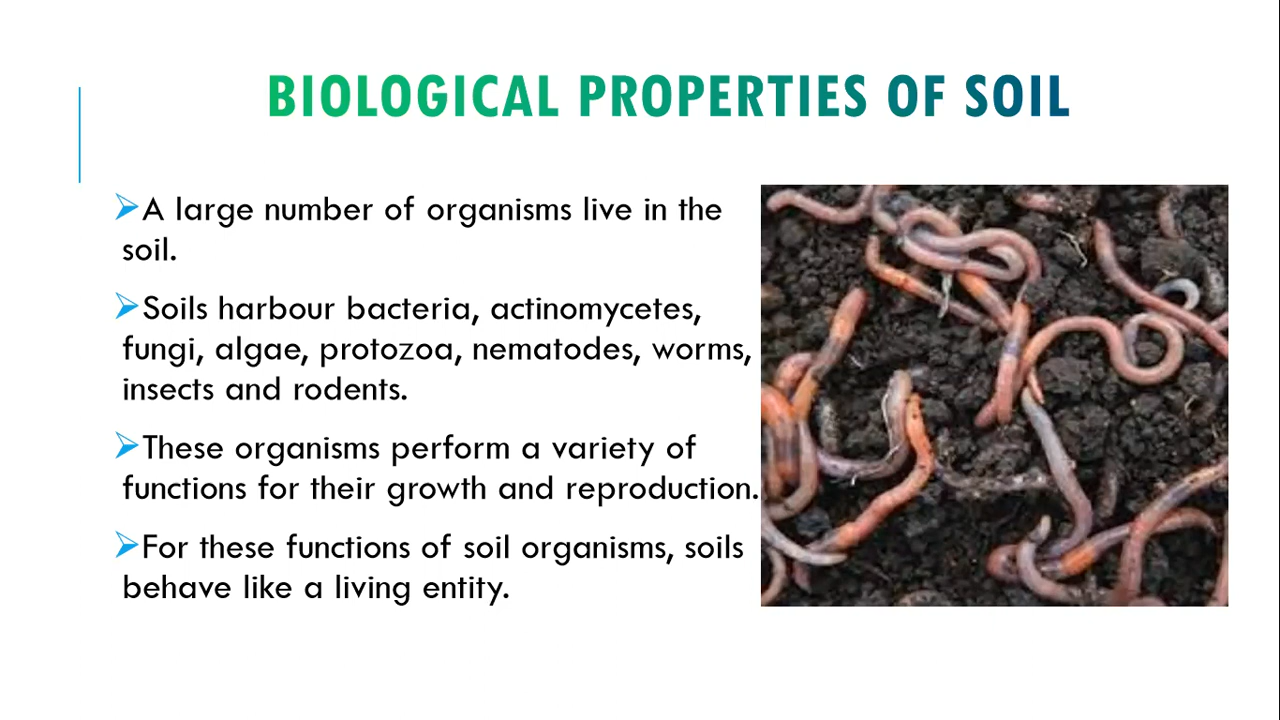 BIOLOGICAL PROPERTIES OF SOIL
➢A large number of organisms live in the
soil.
➢Soils harbour bacteria, actinomycetes,
fungi, algae, protozoa, nematodes, worms,
insects and rodents.
➢These organisms perform a variety of
functions for their growth and reproduction.
➢For these functions of soil organisms, soils
behave like a living entity.